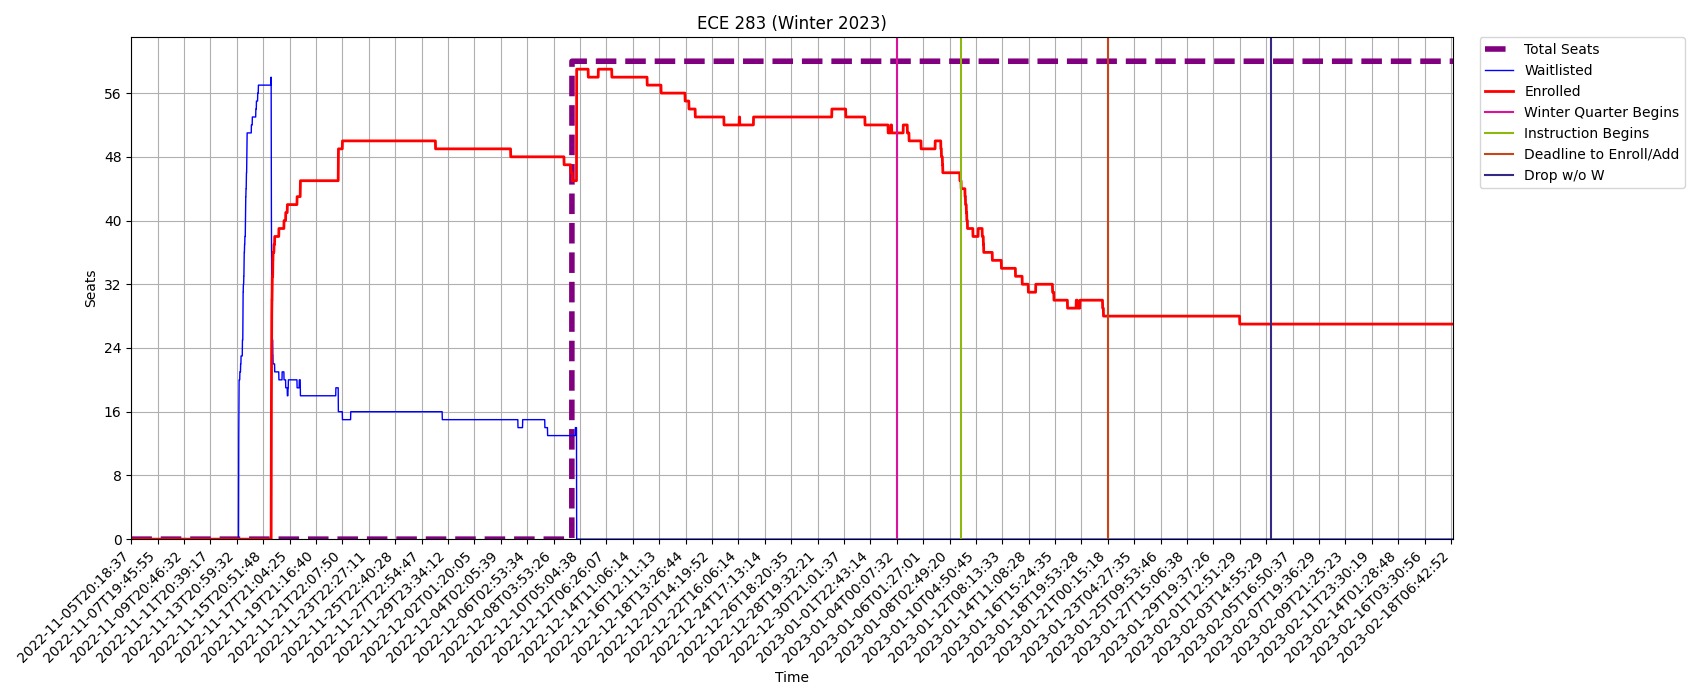 ECE 283 (Winter 2023)
Total Seats
Waitlisted
Enrolled
Winter Quarter Begins
Instruction Begins
Deadline to Enroll/Add
Drop w/o W
Seats
56
48
40
32
24
16
8
0
2022-11-05T20:18:37
2022-11-07T19:45:55
2022-11-09T20:46:32
2022-11-11T20:39:17
2022-11-13T20:59:32
2022-11-15T20:51:48
2022-11-17T21:04:25
2022-11-19T21:16:40
2022-11-21T22:07:50
2022-11-23T22:27:11
2022-11-25T22:40:28
2022-11-27T22:54:47
2022-11-29T23:34:12
2022-12-02T01:20:05
2022-12-04T02:05:39
2022-12-06T02:53:34
2022-12-08T03:53:26
2022-12-10T05:04:38
2022-12-12T06:26:07
2022-12-14T11:06:14
2022-12-16T12:11:13
2022-12-18T13:26:44
2022-12-20T14:19:52
2022-12-22T16:06:14
2022-12-24T17:13:14
2022-12-26T18:20:35
2022-12-28T19:32:21
2022-12-30T21:01:37
2023-01-01T22:43:14
2023-01-04T00:07:32
2023-01-06T01:27:01
2023-01-08T02:49:20
2023-01-10T04:50:45
2023-01-12T08:13:33
2023-01-14T11:08:28
2023-01-16T15:24:35
2023-01-18T19:53:28
2023-01-21T00:15:18
2023-01-23T04:27:35
2023-01-25T09:53:46
2023-01-27T15:06:38
2023-01-29T19:37:26
2023-02-01T12:51:29
2023-02-03T14:55:29
2023-02-05T16:50:37
2023-02-07T19:36:29
2023-02-09T21:25:23
2023-02-11T23:30:19
2023-02-14T01:28:48
2023-02-16T03:30:56
2023-02-18T06:42:52
Time